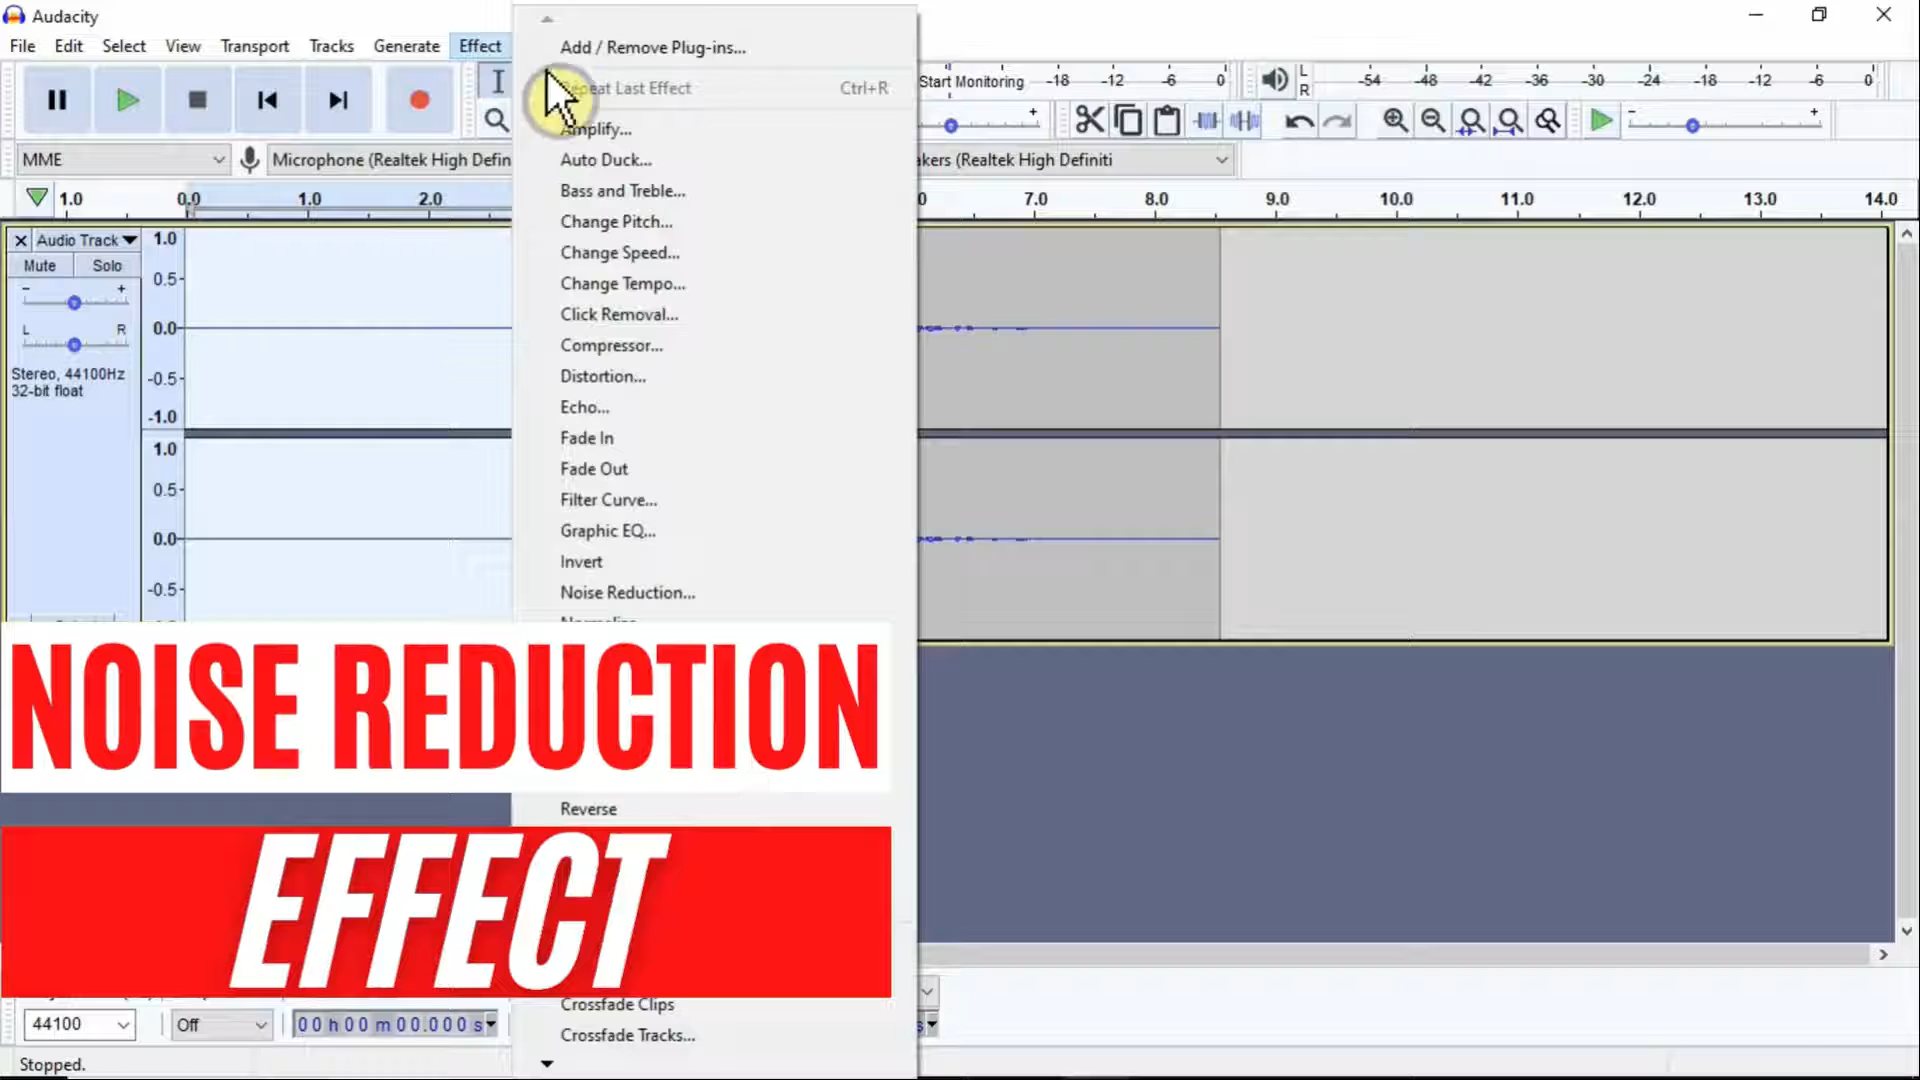 Audacity
File Edit Select View Transport Tracks Generate Effect
Add / Remove Plug-ins...
Repeat Last Effect Ctrl+R
Amplify...
Auto Duck...
Bass and Treble...
Change Pitch...
Change Speed...
Change Tempo...
Click Removal...
Compressor...
Distortion...
Echo...
Fade In
Fade Out
Filter Curve...
Graphic EQ...
Invert
Noise Reduction...
Reverse
Crossfade Clips
Crossfade Tracks...
Start Monitoring -18 -12 -6 0
L
R
-54 -48 -42 -36 -30 -24 -18 -12 -6 0
- +
MME
Microphone (Realtek High Defin
akers (Realtek High Definiti
1.0 0.0 1.0 2.0 0 7.0 8.0 9.0 10.0 11.0 12.0 13.0 14.0
Audio Track
Mute Solo
- +
L R
Stereo, 44100Hz
32-bit float
1.0
0.5
0.0
-0.5
-1.0
1.0
0.5
0.0
-0.5
NOISE REDUCTION
EFFECT
44100 Off 00 h 00 m 00.000 s
s
Stopped.